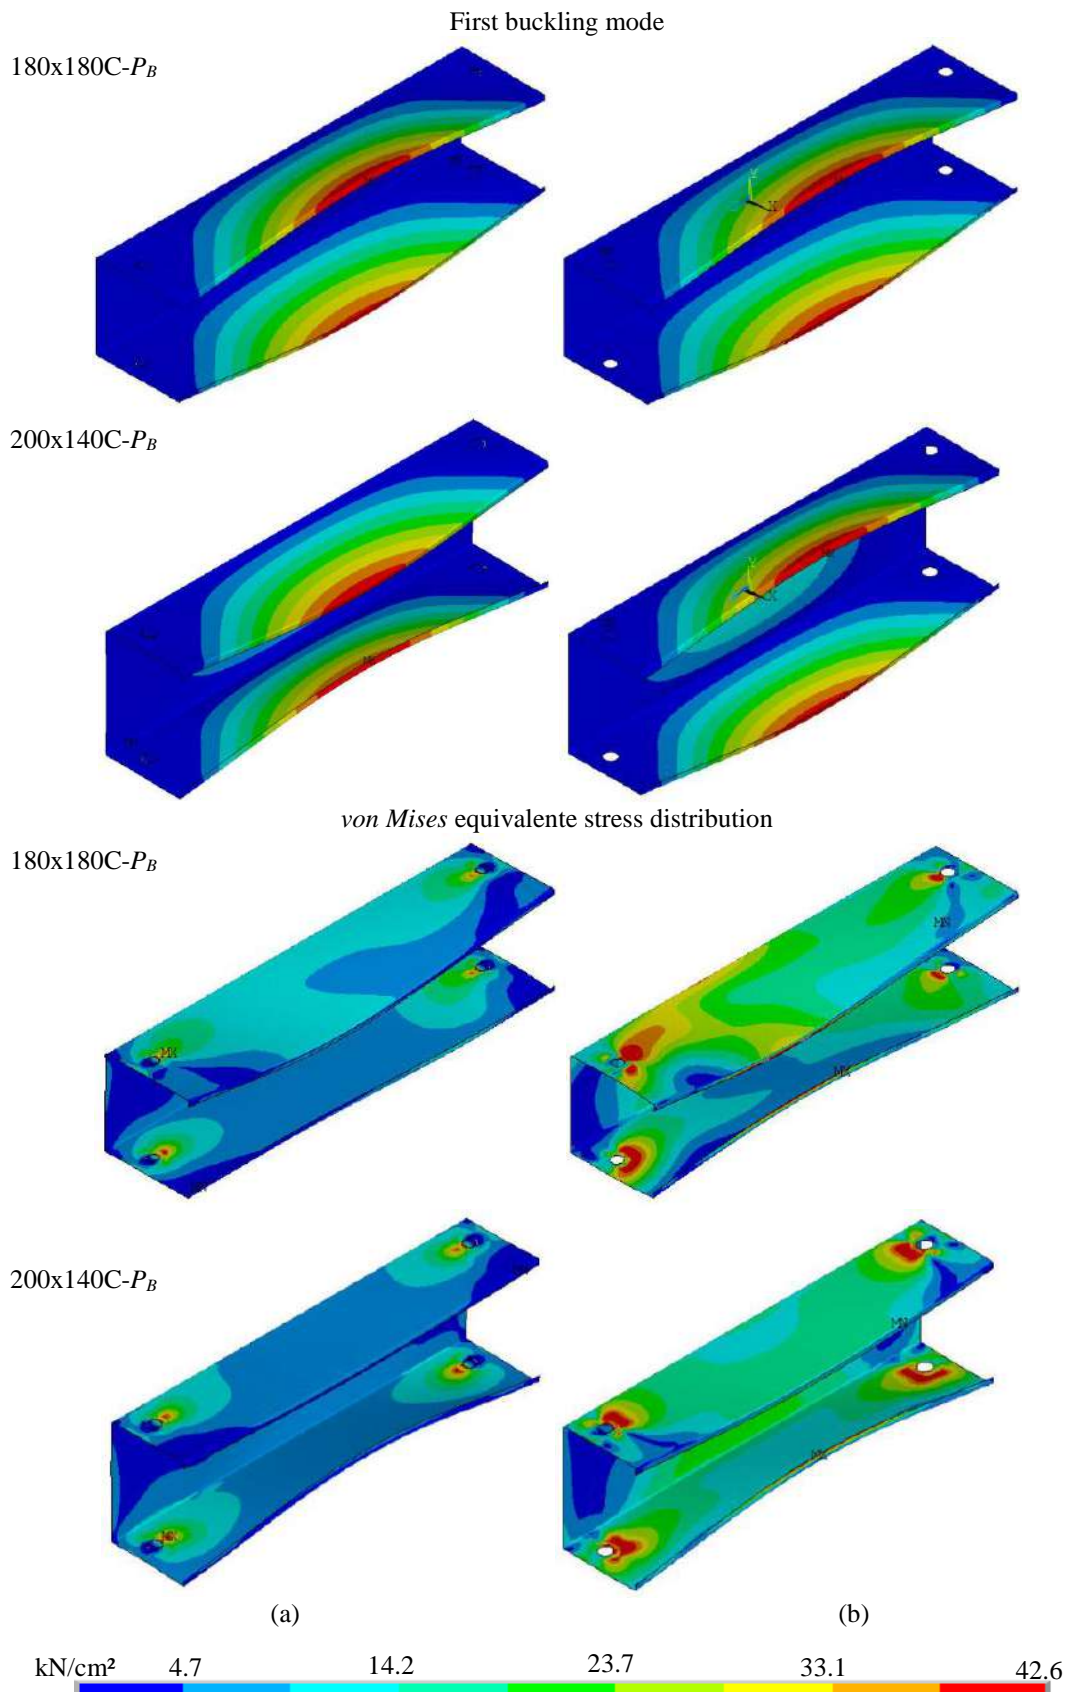 First buckling mode
180x180C-PB
200x140C-PB
von Mises equivalente stress distribution
180x180C-PB
200x140C-PB
(a) (b)
kN/cm² 4.7 14.2 23.7 33.1 42.6